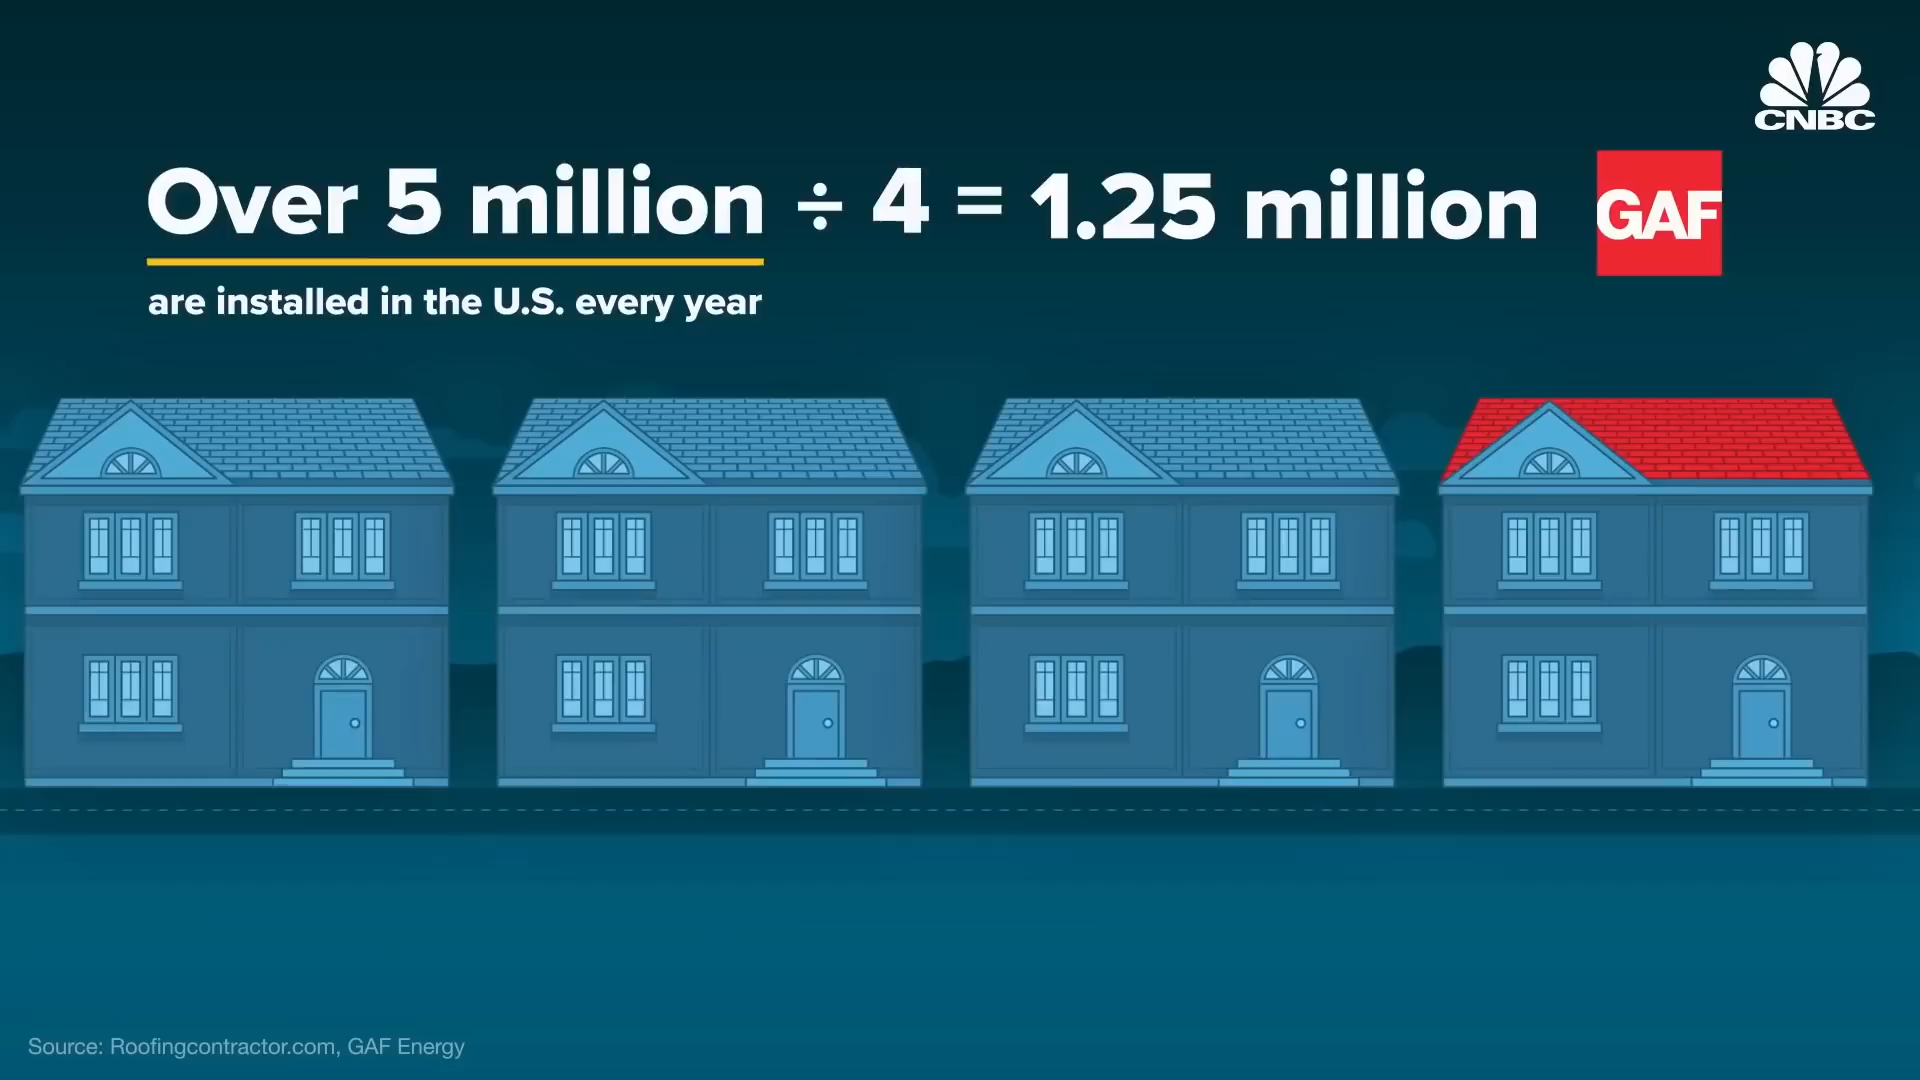 CNBC
Over 5 million ÷ 4 = 1.25 million GAF
are installed in the U.S. every year
Source: Roofingcontractor.com, GAF Energy